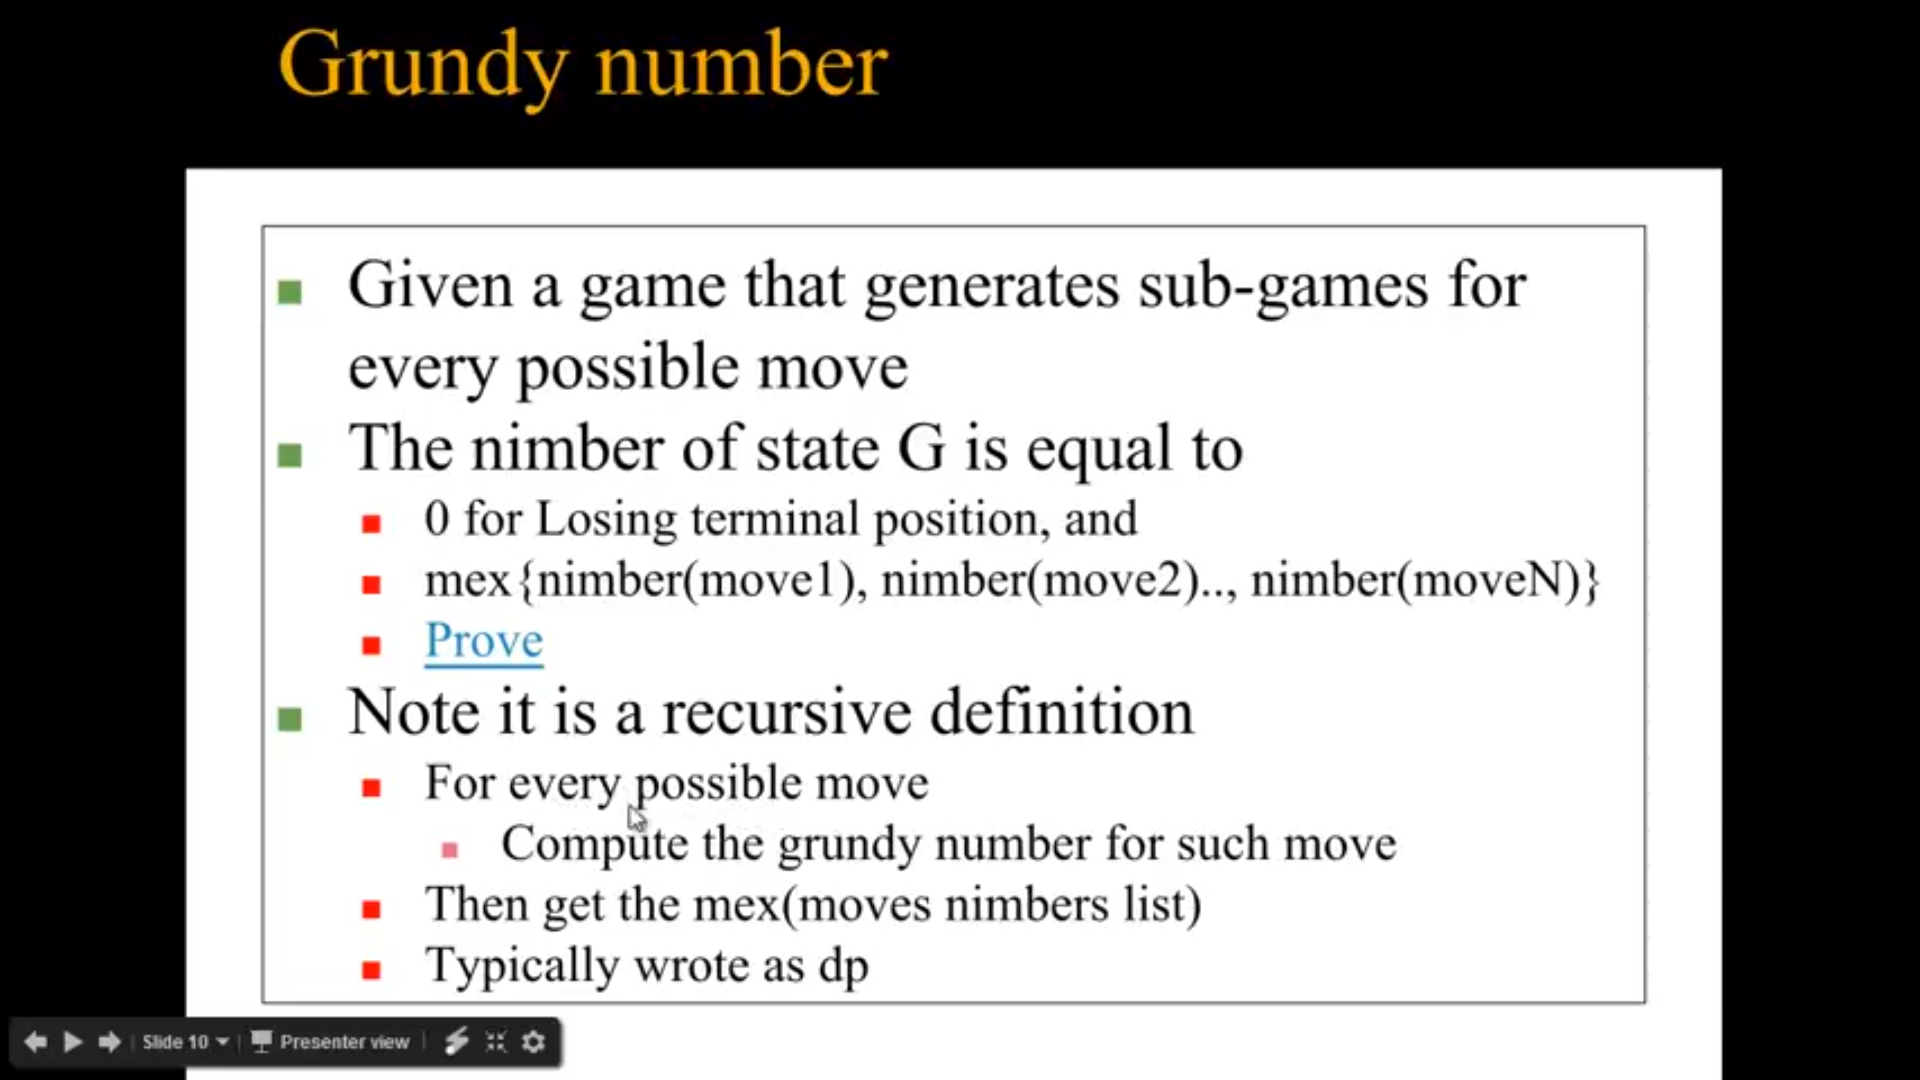 Grundy number
Given a game that generates sub-games for
every possible move
The nimber of state G is equal to
0 for Losing terminal position, and
mex{nimber(move1), nimber(move2).., nimber(moveN)}
Prove
Note it is a recursive definition
For every possible move
Compute the grundy number for such move
Then get the mex(moves nimbers list)
Typically wrote as dp
Slide 10 Presenter view